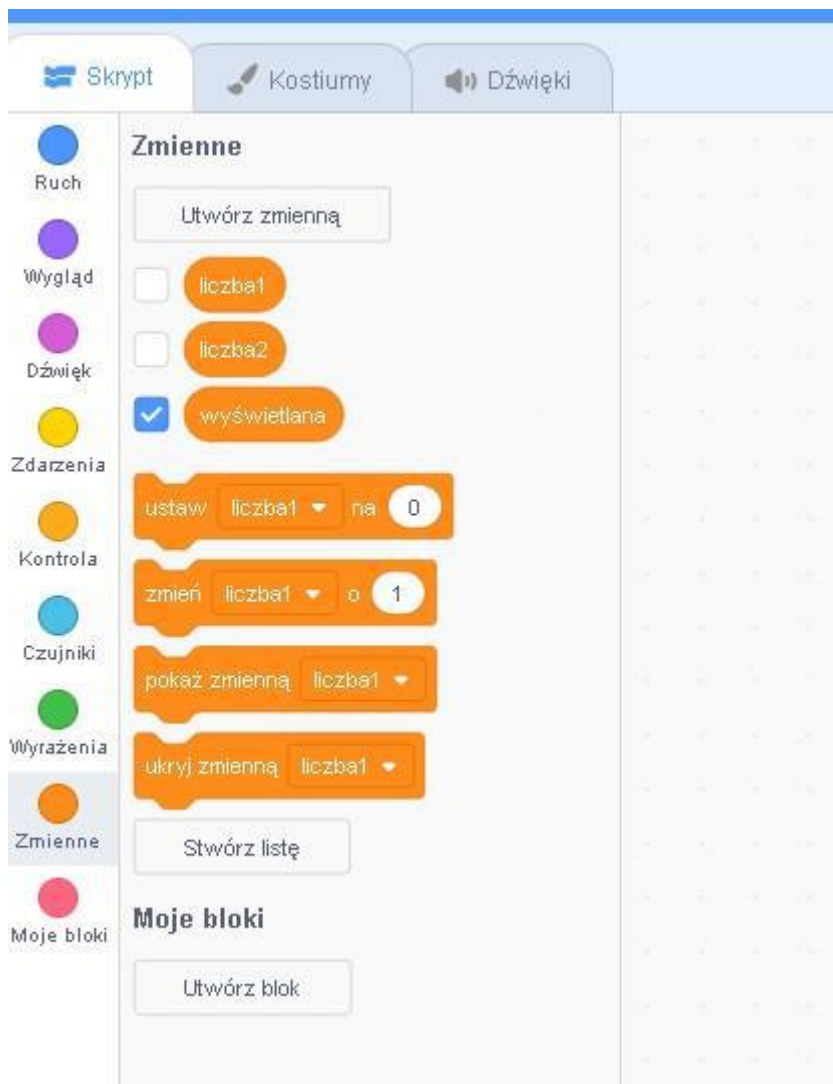 Skrypt Kostiumy Dźwięki
Ruch
Wygląd
Dźwięk
Zdarzenia
Kontrola
Czujniki
Wyrażenia
Zmienne
Moje bloki
Zmienne
Utwórz zmienną
liczba1
liczba2
wyświetlana
ustaw liczba1 na 0
zmień liczba1 o 1
pokaż zmienną liczba1
ukryj zmienną liczba1
Stwórz listę
Moje bloki
Utwórz blok